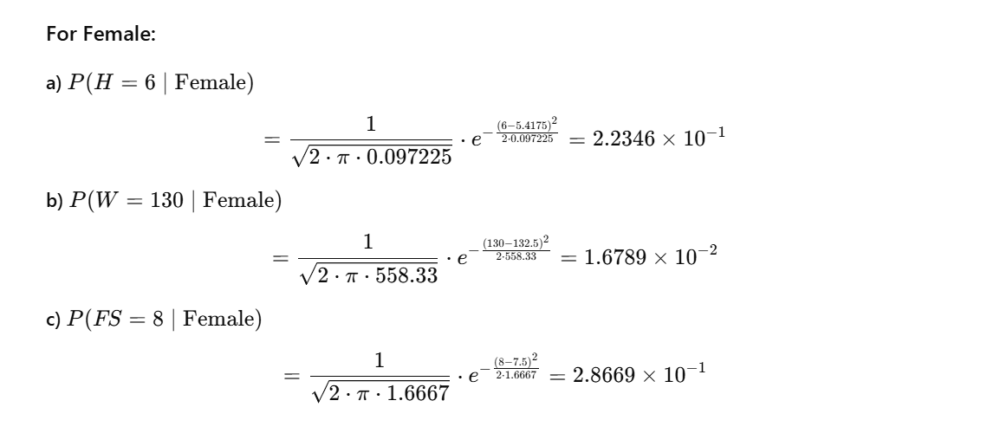 For Female:
a) $P(H = 6 \mid \text{Female})$
$= \frac{1}{\sqrt{2 \cdot \pi \cdot 0.097225}} \cdot e^{-\frac{(6-5.4175)^2}{2 \cdot 0.097225}} = 2.2346 \times 10^{-1}$
b) $P(W = 130 \mid \text{Female})$
$= \frac{1}{\sqrt{2 \cdot \pi \cdot 558.33}} \cdot e^{-\frac{(130-132.5)^2}{2 \cdot 558.33}} = 1.6789 \times 10^{-2}$
c) $P(FS = 8 \mid \text{Female})$
$= \frac{1}{\sqrt{2 \cdot \pi \cdot 1.6667}} \cdot e^{-\frac{(8-7.5)^2}{2 \cdot 1.6667}} = 2.8669 \times 10^{-1}$